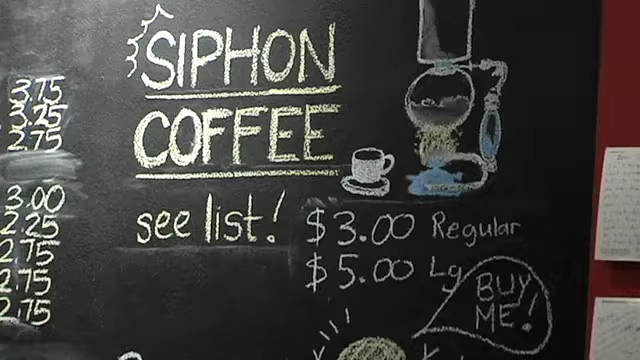 3.75
3.25
2.75
3.00
2.25
2.75
2.75
2.75
SIPHON
COFFEE
see list!
$3.00 Regular
$5.00 Lg
BUY
ME!